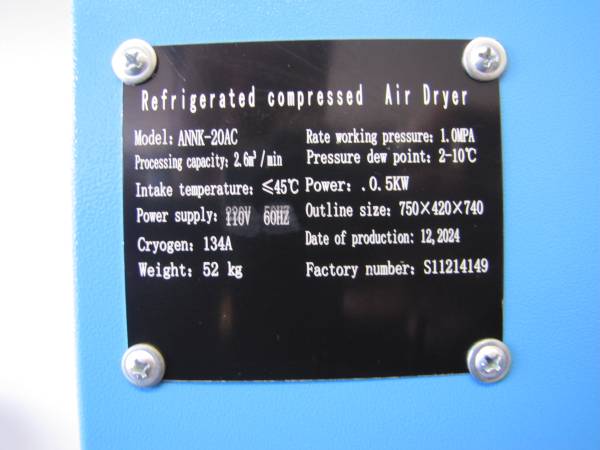 Refrigerated compressed Air Dryer
Model: ANNK-20AC
Rate working pressure: 1.0MPA
Processing capacity: 2.6m³/min
Pressure dew point: 2-10℃
Intake temperature: ≤45℃
Power: .0.5KW
Power supply:
Outline size: 750×420×740
Cryogen: 134A
Date of production: 12,2024
Weight: 52 kg
Factory number: S11214149